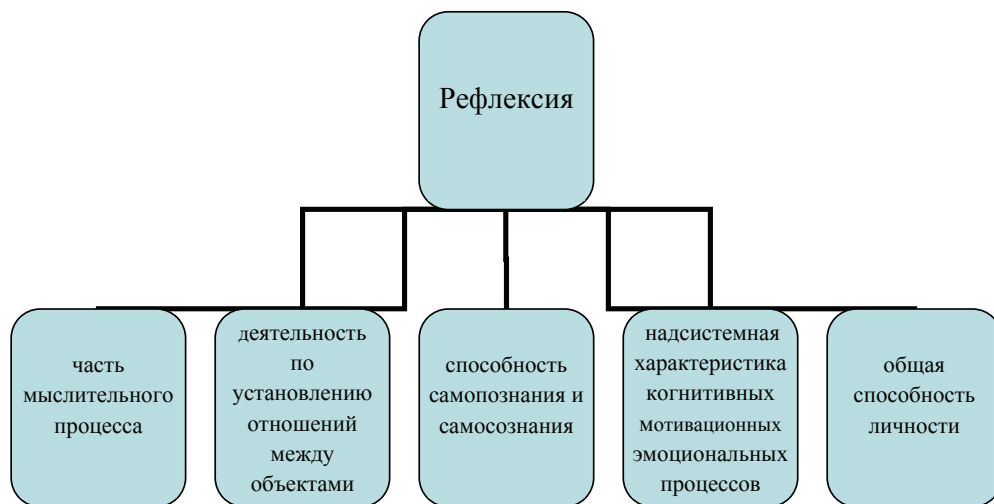 Рефлексия
часть
мыслительного
процесса
деятельность
по
установлению
отношений
между
объектами
способность
самопознания и
самосознания
надсистемная
характеристика
когнитивных
мотивационных
эмоциональных
процессов
общая
способность
личности